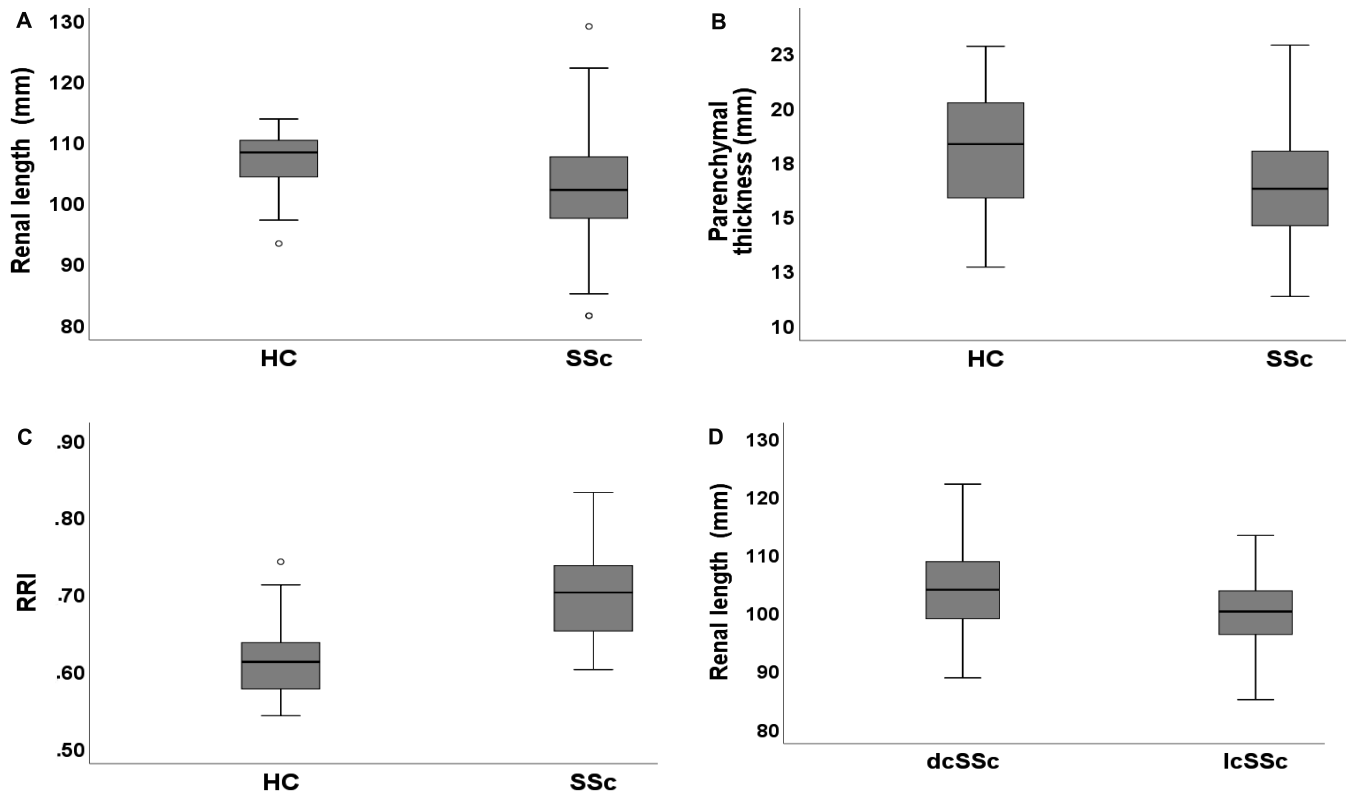 A
Renal length (mm)
130
120
110
100
90
80
HC
SSc
B
Parenchymal
thickness (mm)
23
20
18
15
13
10
HC
SSc
C
RRI
.90
.80
.70
.60
.50
HC
SSc
D
Renal length (mm)
130
120
110
100
90
80
dcSSc
lcSSc